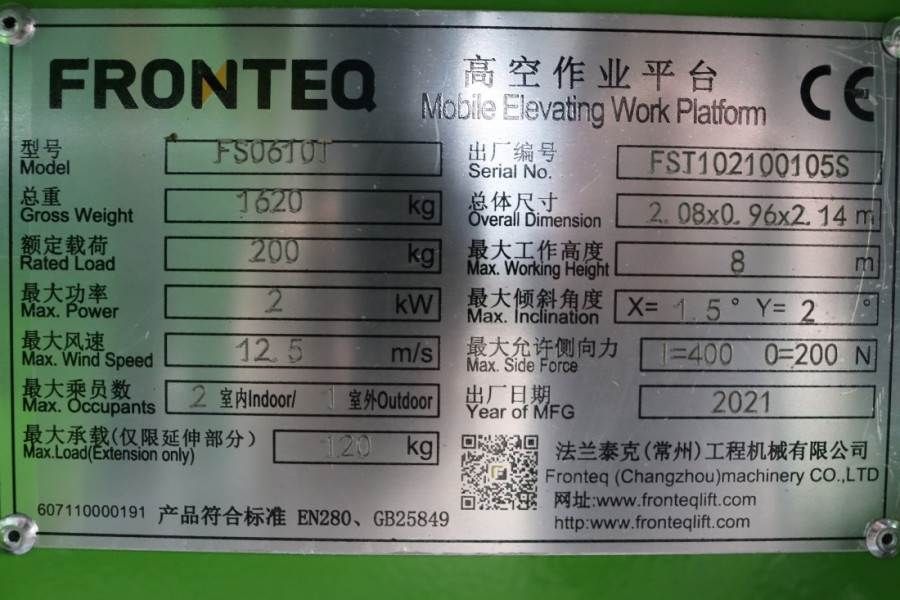 FRONTEQ
高空作业平台
Mobile Elevating Work Platform
CE
型号
Model
FS0610T
出厂编号
Serial No.
FST102100105S
总重
Gross Weight
1620 kg
总体尺寸
Overall Dimension
2.08x0.96x2.14 m
额定载荷
Rated Load
200 kg
最大工作高度
Max. Working Height
8 m
最大功率
Max. Power
2 kW
最大倾斜角度
Max. Inclination
X= 1.5° Y= 2 °
最大风速
Max. Wind Speed
12.5 m/s
最大允许侧向力
Max. Side Force
I=400 O=200 N
最大乘员数
Max. Occupants
2 室内Indoor/ 1 室外Outdoor
出厂日期
Year of MFG
2021
最大承载(仅限延伸部分)
Max.Load(Extension only)
120 kg
法兰泰克(常州)工程机械有限公司
Fronteq (Changzhou)machinery CO.,LTD
网址:www.fronteqlift.com
http:www.fronteqlift.com
607110000191 产品符合标准 EN280、GB25849